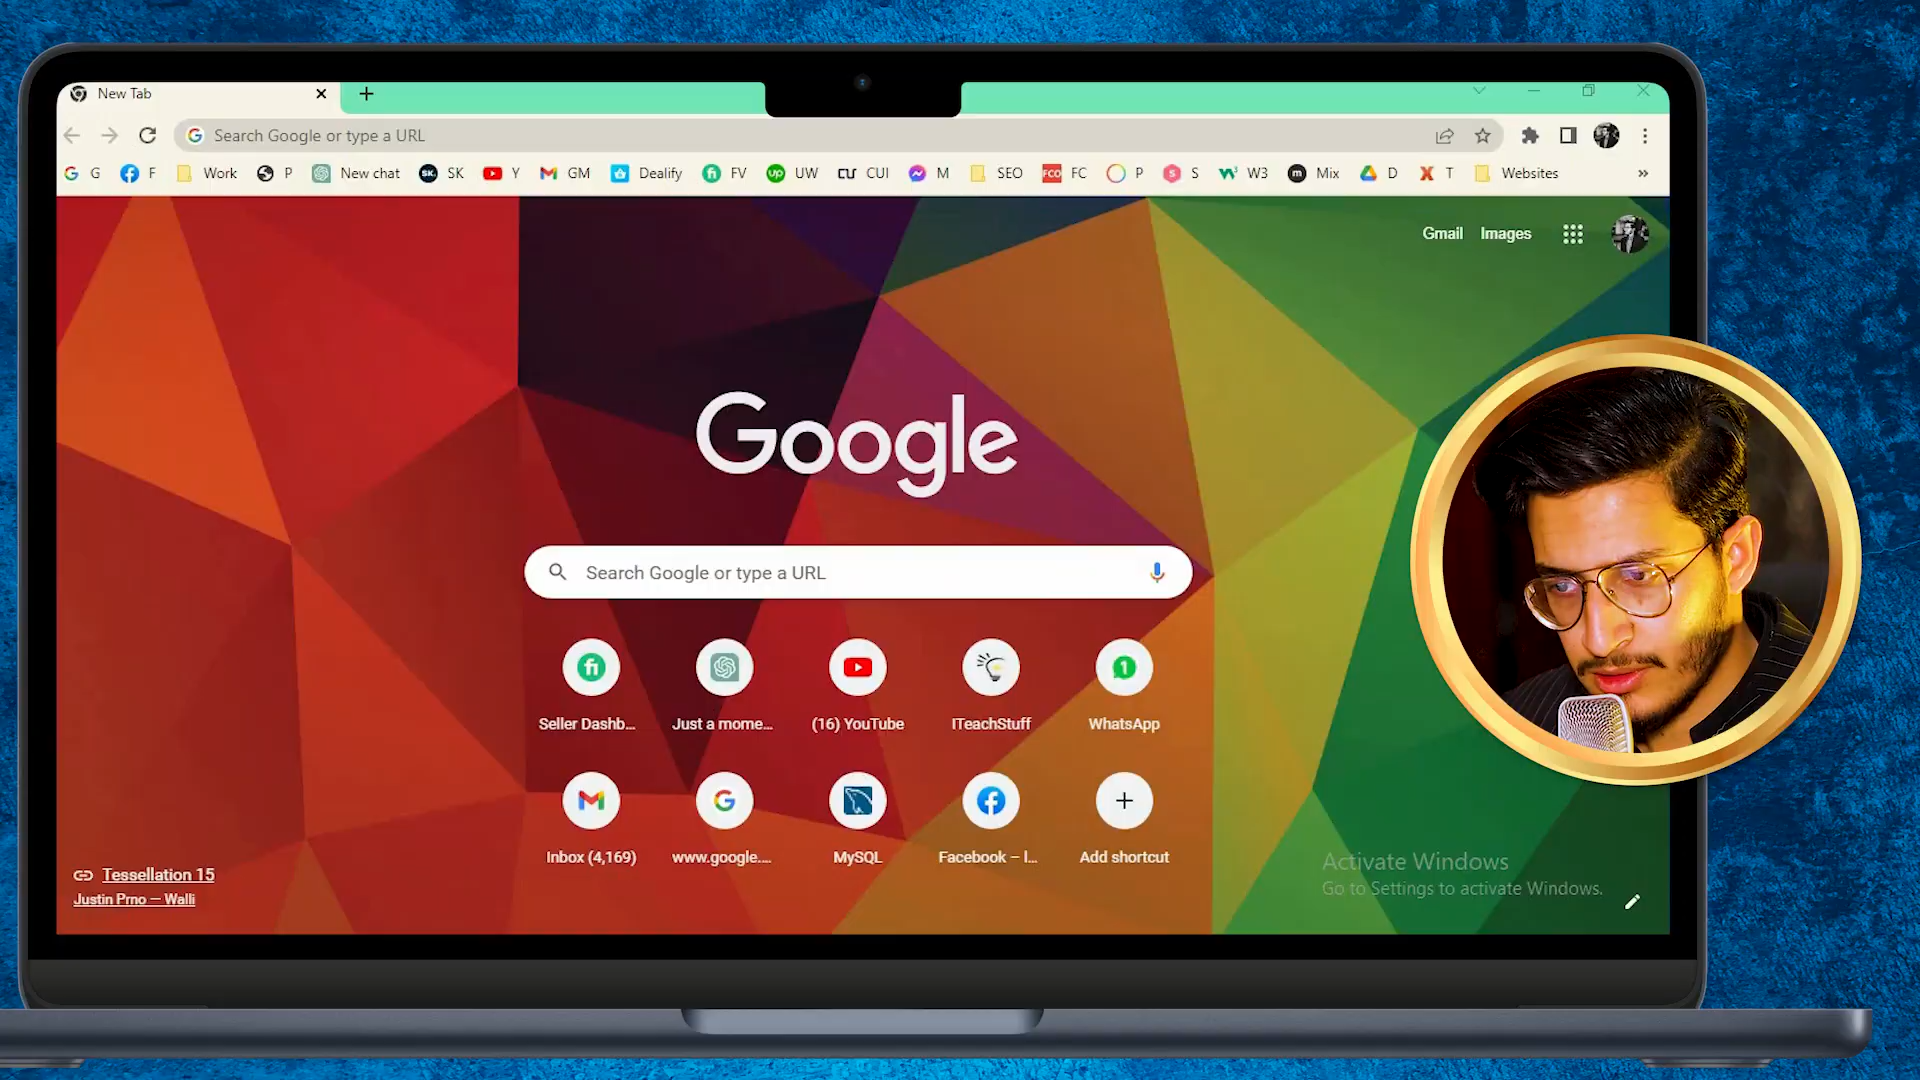 New Tab
Search Google or type a URL
G F Work P New chat SK Y GM Dealify FV UW CUI M SEO FC P S W3 Mix D T Websites »
Gmail Images
Google
Search Google or type a URL
Seller Dashb... Just a mome... (16) YouTube ITeachStuff WhatsApp
Inbox (4,169) www.google.... MySQL Facebook – l... Add shortcut
Tessellation 15
Justin Prno — Walli
Activate Windows
Go to Settings to activate Windows.